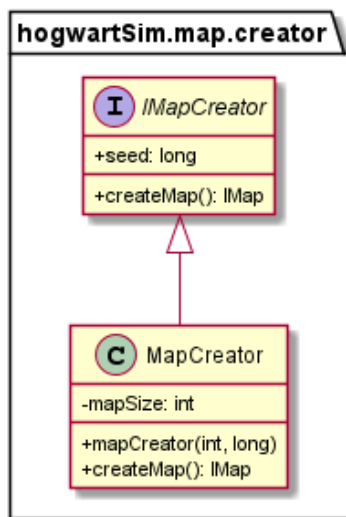 hogwartSim.map.creator
I IMapCreator
+seed: long
+createMap(): IMap
C MapCreator
-mapSize: int
+mapCreator(int, long)
+createMap(): IMap